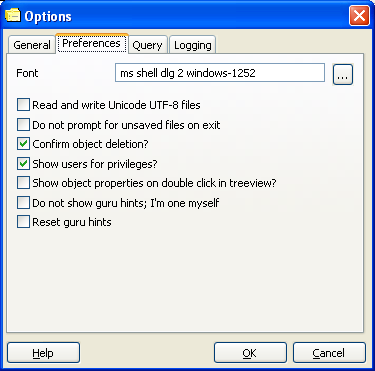 Options
General Preferences Query Logging
Font ms shell dlg 2 windows-1252 ...
Read and write Unicode UTF-8 files
Do not prompt for unsaved files on exit
Confirm object deletion?
Show users for privileges?
Show object properties on double click in treeview?
Do not show guru hints; I'm one myself
Reset guru hints
Help OK Cancel